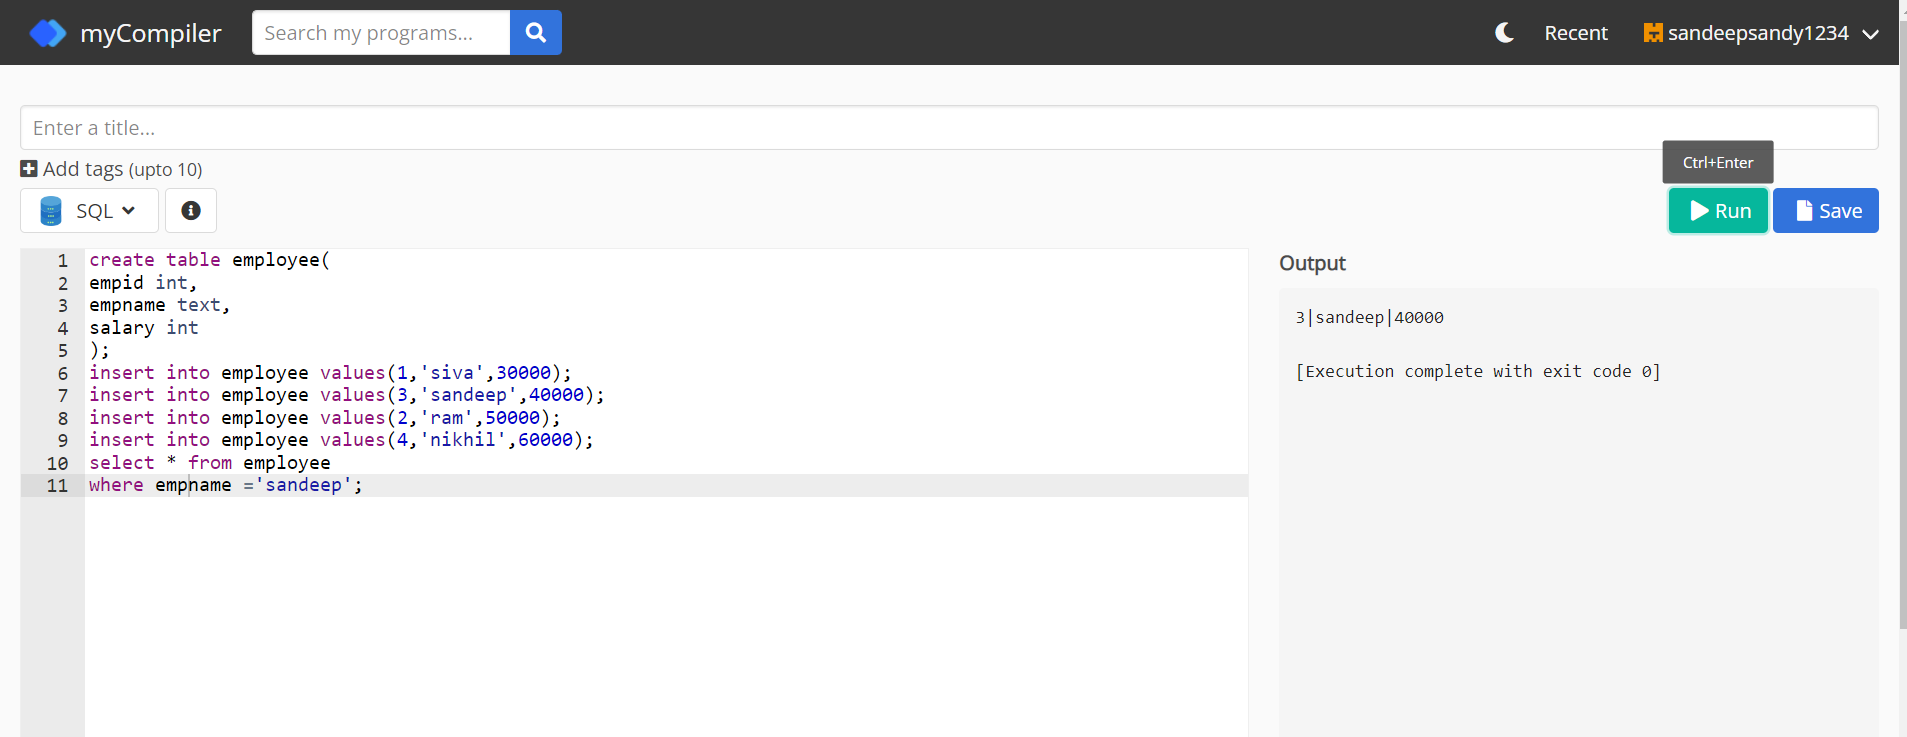 myCompiler
Search my programs...
Recent
sandeepsandy1234
Enter a title...
Add tags (upto 10)
Ctrl+Enter
SQL
Run
Save
1 create table employee(
2 empid int,
3 empname text,
4 salary int
5 );
6 insert into employee values(1,'siva',30000);
7 insert into employee values(3,'sandeep',40000);
8 insert into employee values(2,'ram',50000);
9 insert into employee values(4,'nikhil',60000);
10 select * from employee
11 where empname ='sandeep';
Output
3|sandeep|40000
[Execution complete with exit code 0]